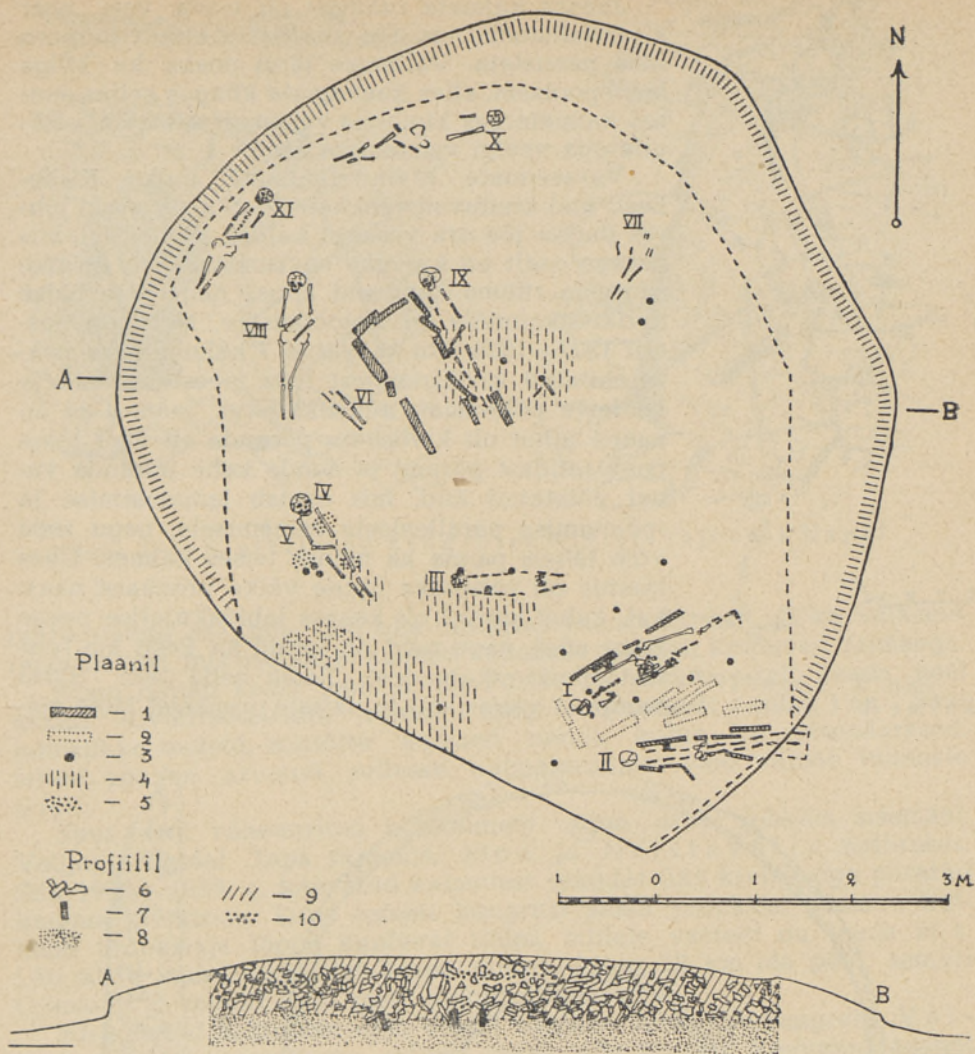 N
X
XI
VII
IX
VIII
A —
— B
VI
IV
V
III
I
II
Plaanil
— 1
— 2
— 3
— 4
— 5
Profiilil
— 6
— 7
— 8
— 9
— 10
1 0 1 2 3 M.
A B